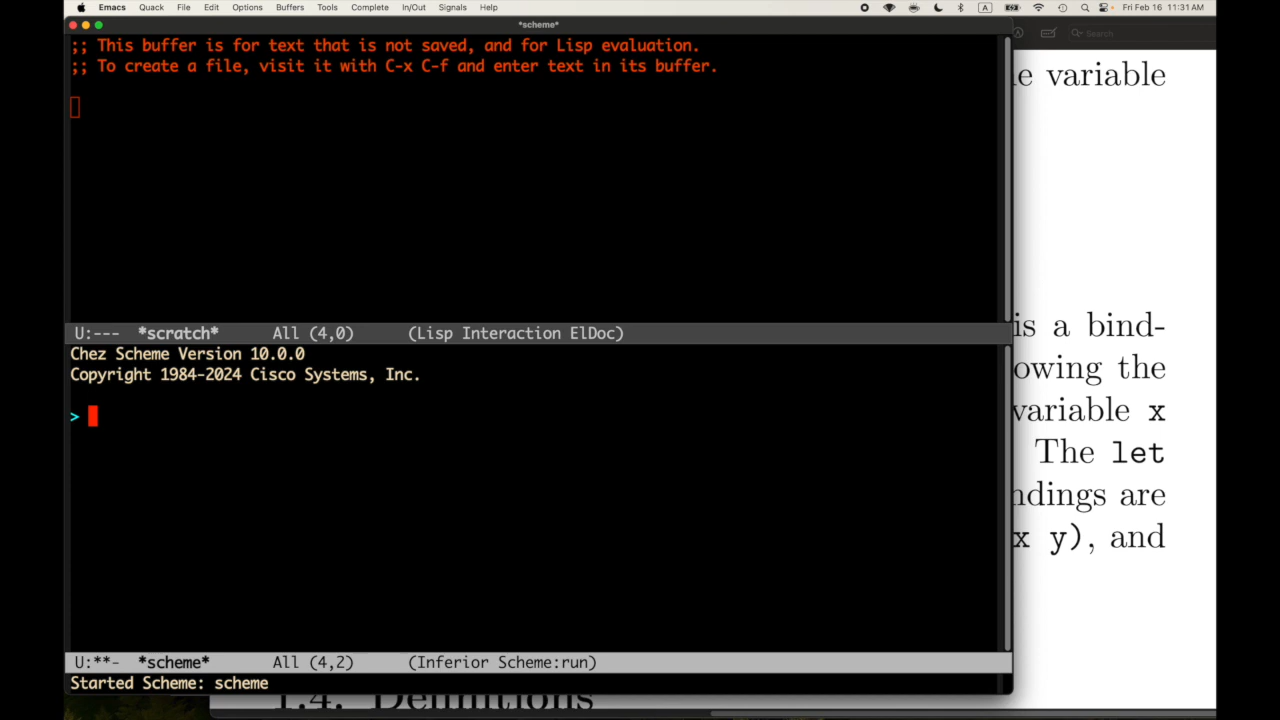 Emacs Quack File Edit Options Buffers Tools Complete In/Out Signals Help A Fri Feb 16 11:31 AM
*scheme*
Search
;; This buffer is for text that is not saved, and for Lisp evaluation.
;; To create a file, visit it with C-x C-f and enter text in its buffer.
variable
U:--- *scratch* All (4,0) (Lisp Interaction ElDoc)
is a bind-
Chez Scheme Version 10.0.0
Copyright 1984-2024 Cisco Systems, Inc.
owing the
variable x
>
The let
ndings are
x y), and
U:**- *scheme* All (4,2) (Inferior Scheme:run)
Started Scheme: scheme
1.4. Definitions